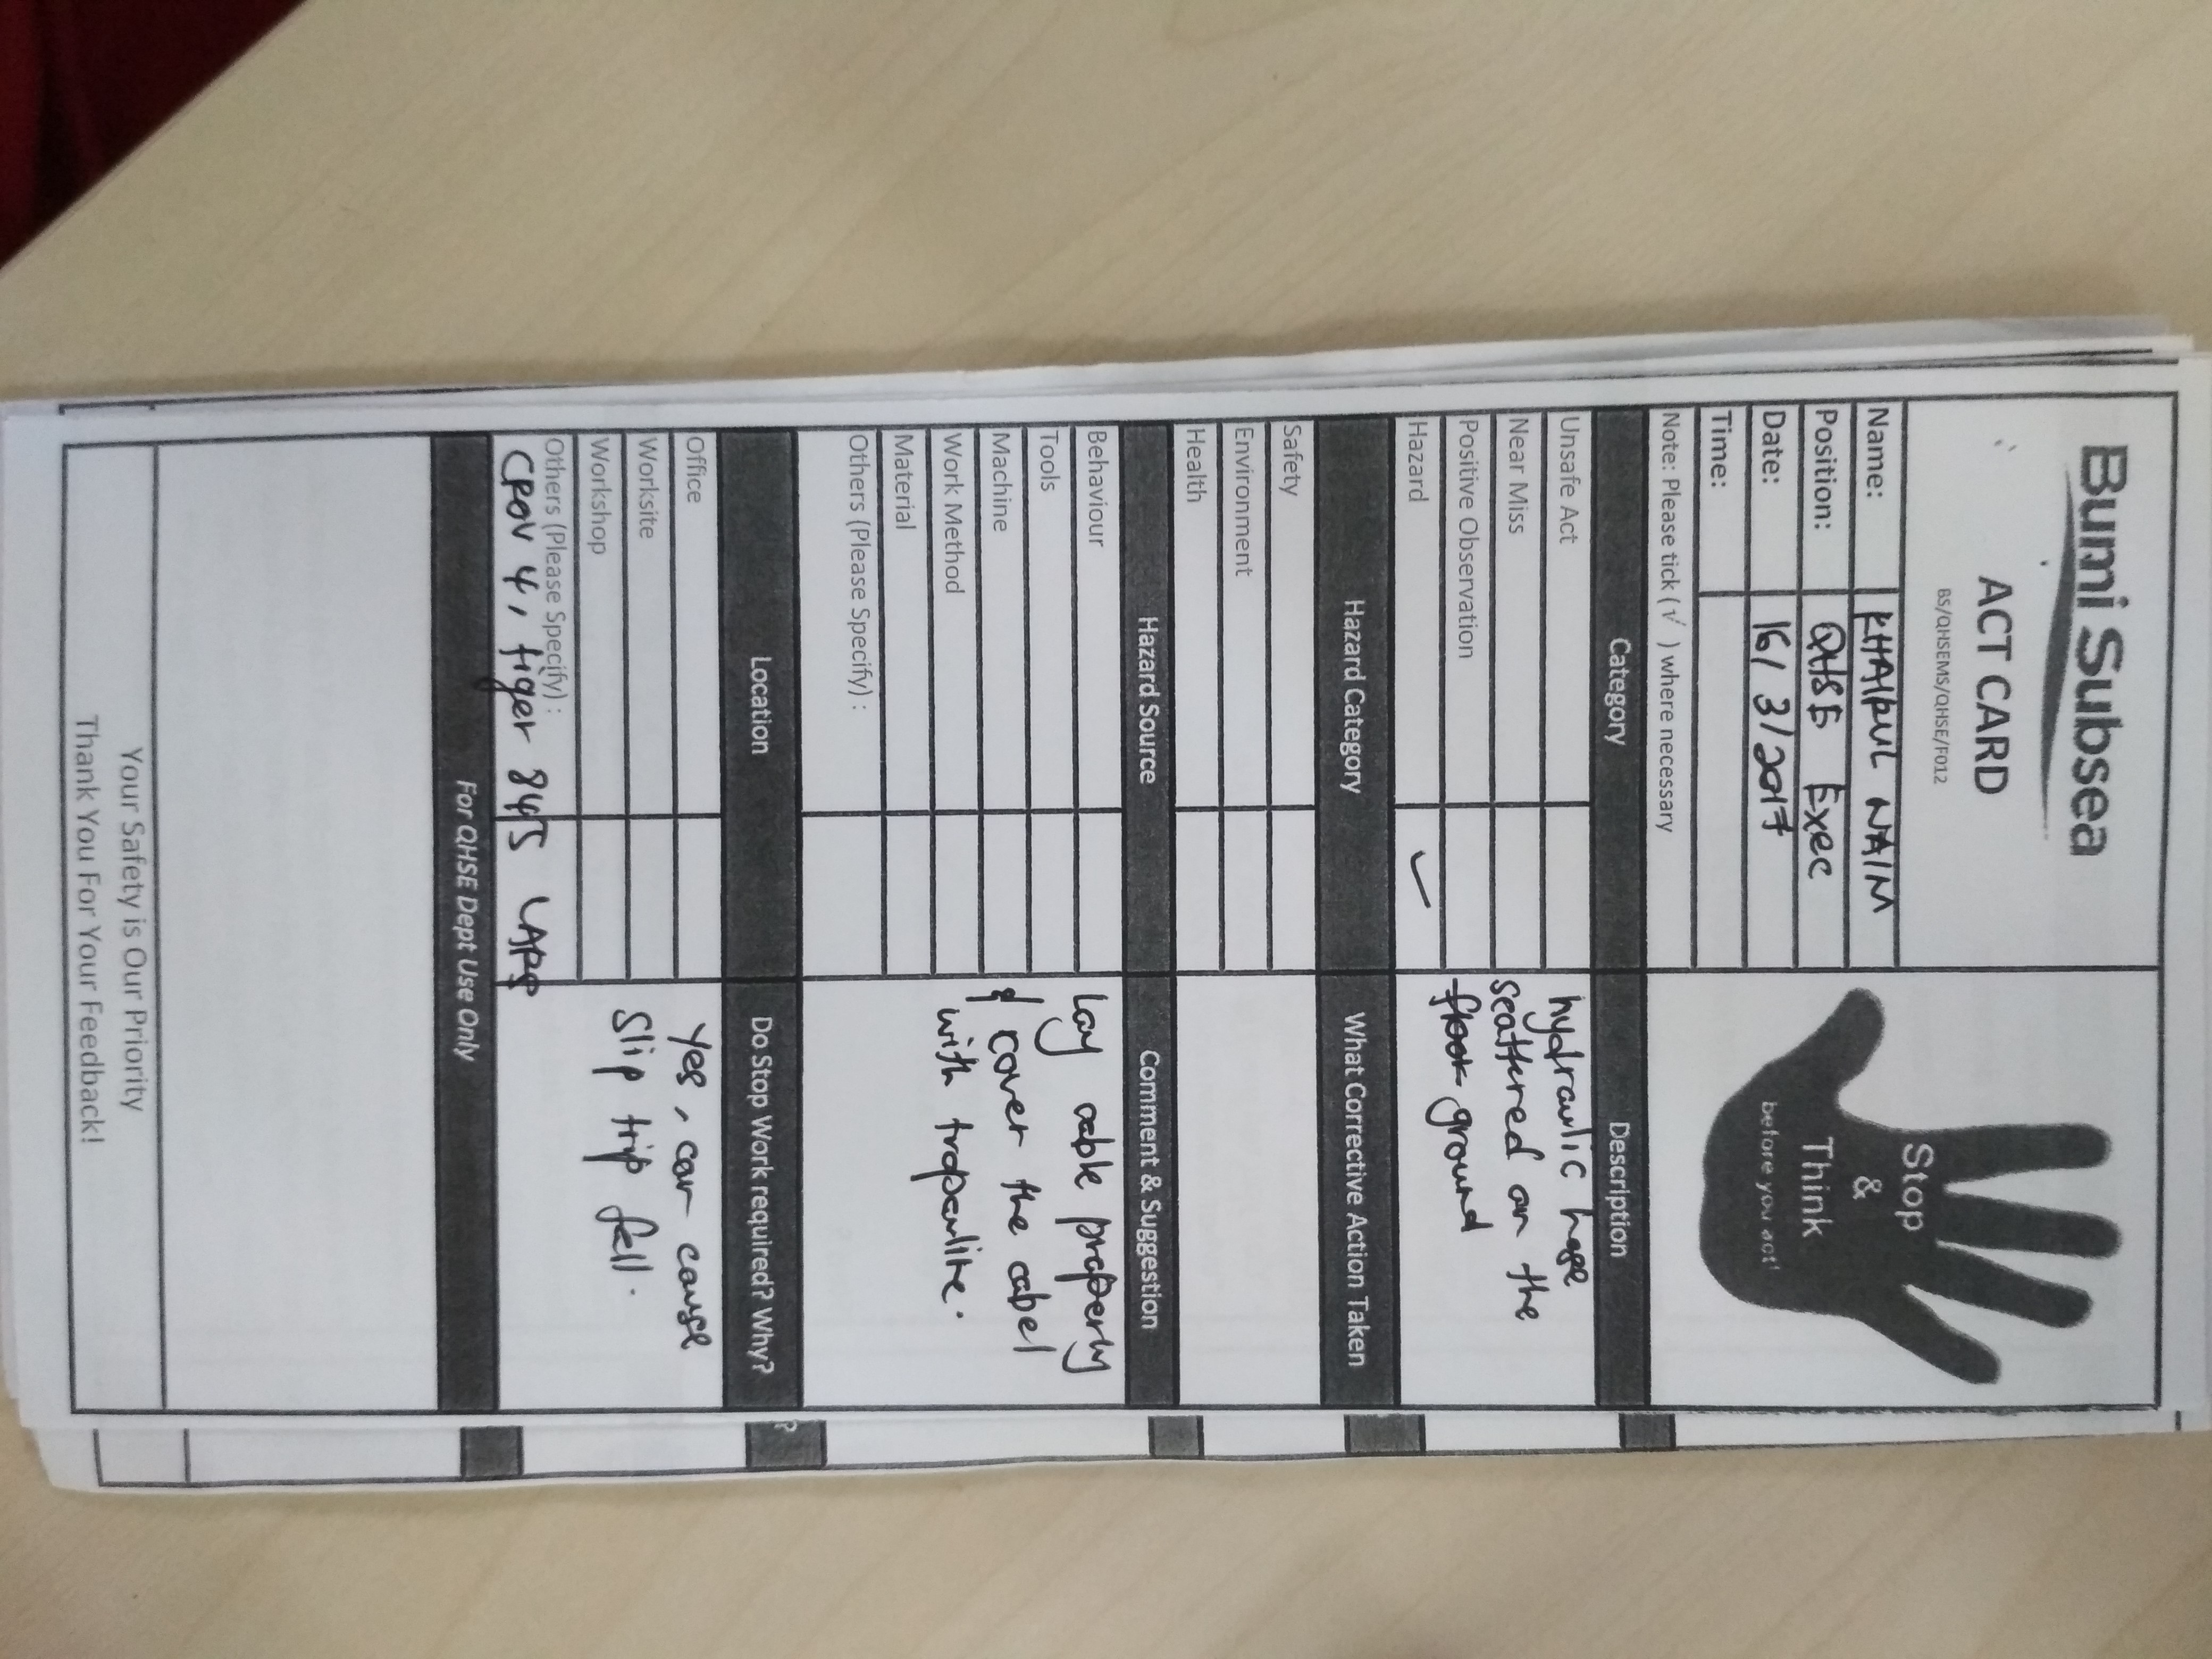 Bumi Subsea
ACT CARD
BS/QHSEMS/QHSE/F012
Name: KHAIRUL NAIM
Position: QHSE Exec
Date: 16/3/2017
Time:
Note: Please tick (√ ) where necessary
Stop
&
Think
before you act!
Category
Unsafe Act
Near Miss
Positive Observation
Hazard ✓
Description
hydraulic hose
scattered on the
floor ground
Hazard Category
Safety
Environment
Health
What Corrective Action Taken
Hazard Source
Behaviour
Tools
Machine
Work Method
Material
Others (Please Specify) :
Comment & Suggestion
Lay cable properly
& cover the cabel
with traparline.
Location
Office
Worksite
Workshop
Others (Please Specify) :
CPOV 4, tiger 845 LAPS
Do Stop Work required? Why?
Yes, can cause
Slip trip fall.
For QHSE Dept Use Only
Your Safety is Our Priority
Thank You For Your Feedback!
?